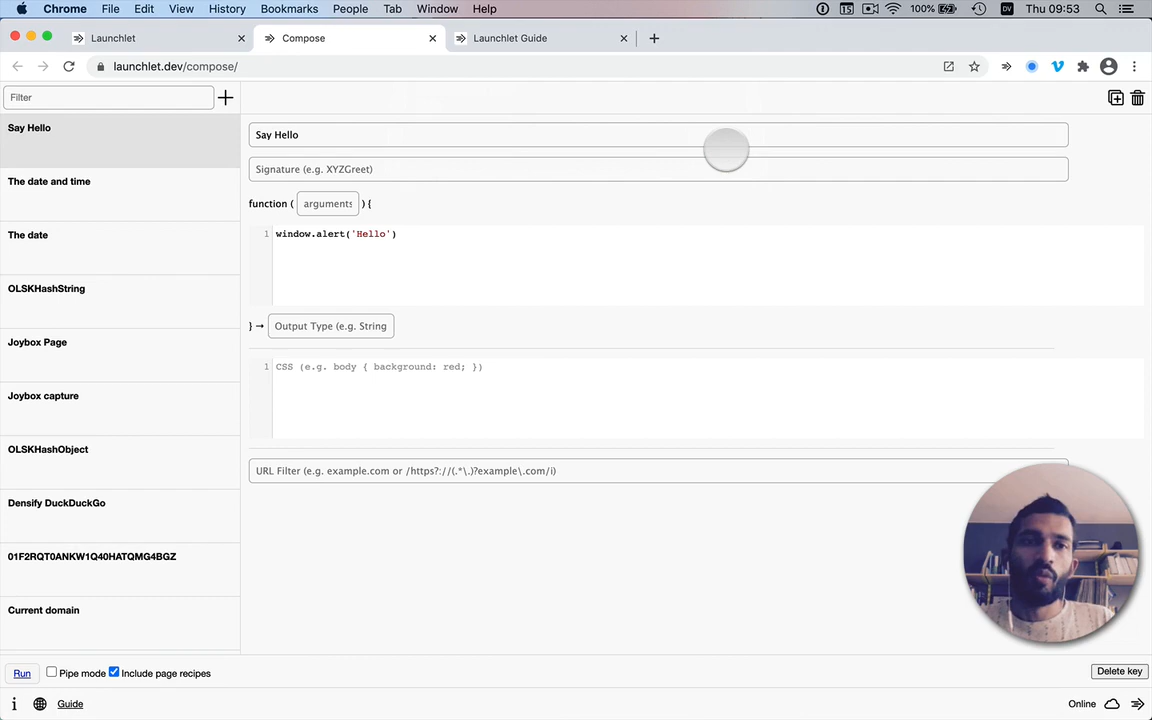 Chrome File Edit View History Bookmarks People Tab Window Help
15 100% DV Thu 09:53
Launchlet
Compose
Launchlet Guide
launchlet.dev/compose/
Filter
Say Hello
The date and time
The date
OLSKHashString
Joybox Page
Joybox capture
OLSKHashObject
Densify DuckDuckGo
01F2RQT0ANKW1Q40HATQMG4BGZ
Current domain
Say Hello
Signature (e.g. XYZGreet)
function ( arguments ) {
1 window.alert('Hello')
} → Output Type (e.g. String
1 CSS (e.g. body { background: red; })
URL Filter (e.g. example.com or /https?://(.*\.)?example\.com/i)
Run Pipe mode Include page recipes Delete key
Guide Online